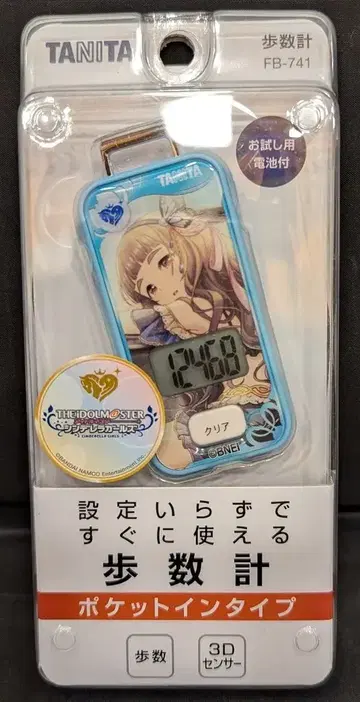 TANITA
歩数計
FB-741
お試し用
電池付
TANITA
12468
クリア
©BNEI
THE iDOLM@STER
シンデレラガールズ
CINDERELLA GIRLS
©BANDAI NAMCO Entertainment Inc.
設定いらずで
すぐに使える
歩数計
ポケットインタイプ
歩数
3D
センサー